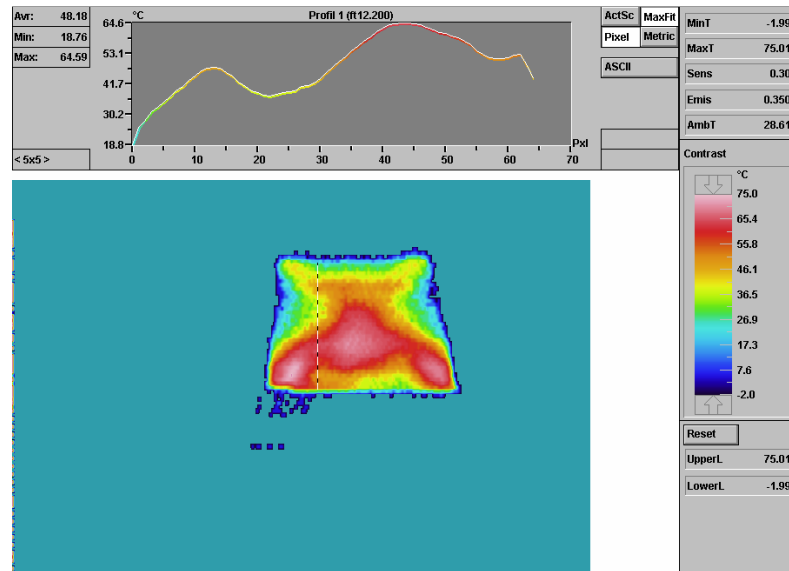 Avr: 48.18
Min: 18.76
Max: 64.59
< 5x5 >
°C
Profil 1 (ft12.200)
64.6
53.1
41.7
30.2
18.8
0 10 20 30 40 50 60 70
Pxl
ActSc MaxFit
Pixel Metric
ASCII
MinT -1.99
MaxT 75.01
Sens 0.30
Emis 0.350
AmbT 28.61
Contrast
°C
75.0
65.4
55.8
46.1
36.5
26.9
17.3
7.6
-2.0
Reset
UpperL 75.01
LowerL -1.99